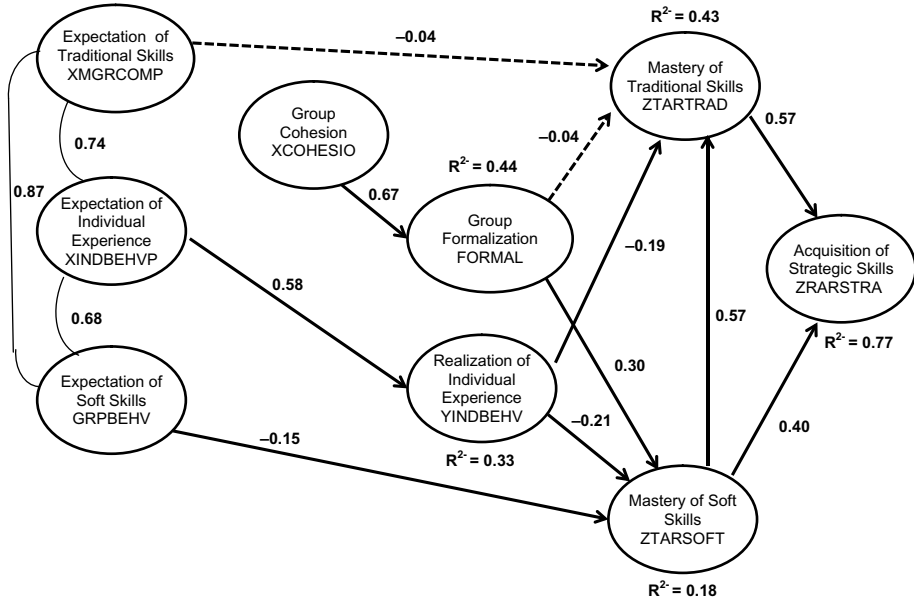 R²⁻ = 0.43
Expectation of
Traditional Skills
XMGRCOMP
–0.04
Mastery of
Traditional Skills
ZTARTRAD
Group
Cohesion
XCOHESIO
–0.04
0.57
0.74
R²⁻ = 0.44
0.87
0.67
Expectation of
Individual
Experience
XINDBEHVP
Group
Formalization
FORMAL
–0.19
Acquisition of
Strategic Skills
ZRARSTRA
0.58
0.68
0.57
R²⁻ = 0.77
Expectation of
Soft Skills
GRPBEHV
Realization of
Individual
Experience
YINDBEHV
0.30
–0.21
0.40
–0.15
R²⁻ = 0.33
Mastery of Soft
Skills
ZTARSOFT
R²⁻ = 0.18